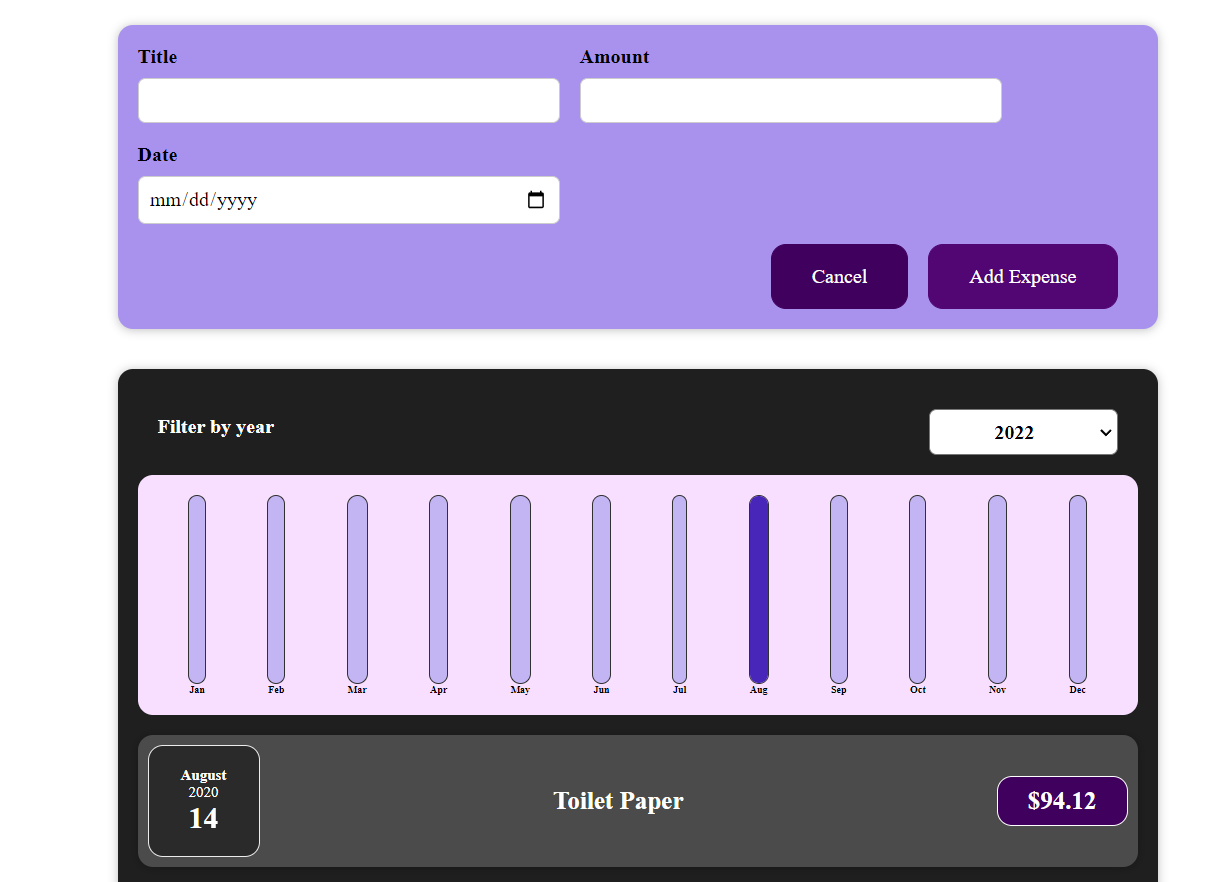 Title Amount
Date
mm/dd/yyyy
Cancel Add Expense
Filter by year 2022
Jan Feb Mar Apr May Jun Jul Aug Sep Oct Nov Dec
August
2020
14
Toilet Paper
$94.12